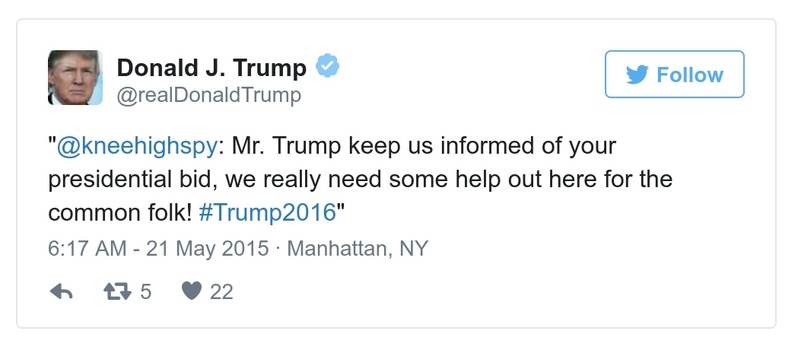 Donald J. Trump
@realDonaldTrump
Follow
"@kneehighspy: Mr. Trump keep us informed of your
presidential bid, we really need some help out here for the
common folk! #Trump2016"
6:17 AM - 21 May 2015 · Manhattan, NY
5 22